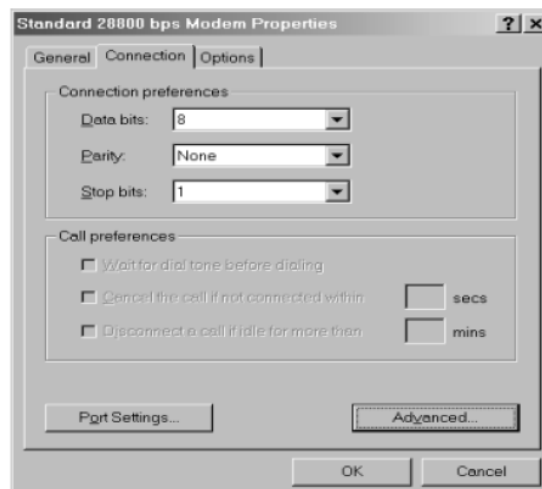 Standard 28800 bps Modem Properties ? ×
General Connection Options
Connection preferences
Data bits: 8
Parity: None
Stop bits: 1
Call preferences
Wait for dial tone before dialing
Cancel the call if not connected within secs
Disconnect a call if idle for more than mins
Port Settings... Advanced...
OK Cancel